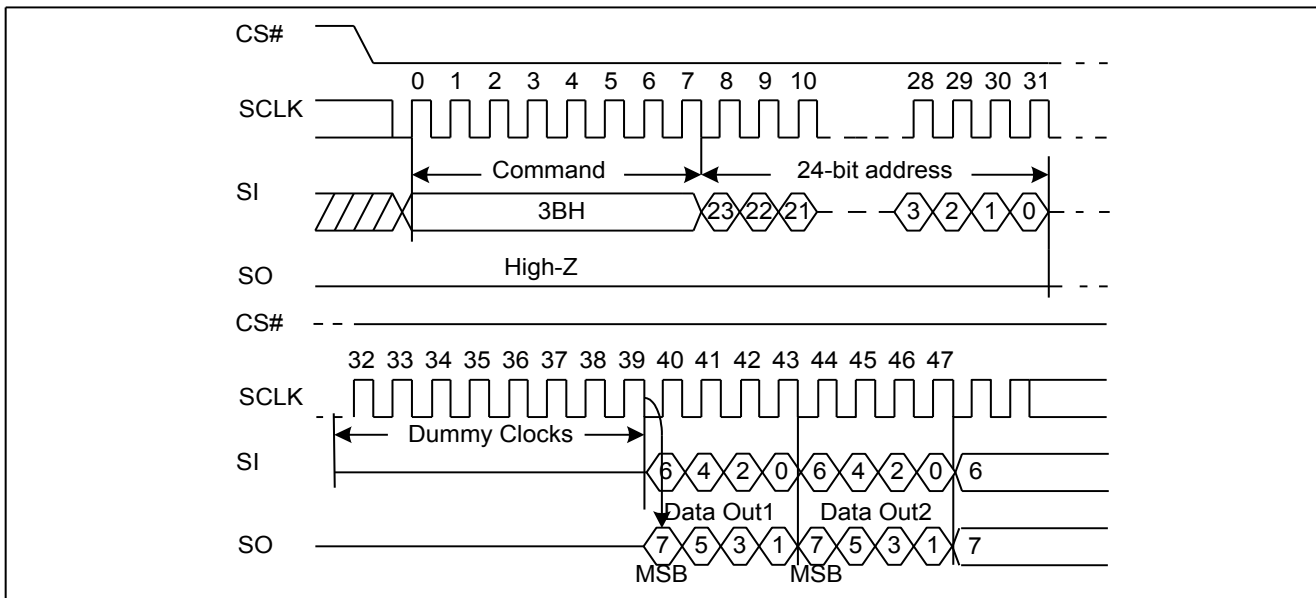 CS#
0 1 2 3 4 5 6 7 8 9 10 28 29 30 31
SCLK
Command 24-bit address
SI
3BH 23 22 21 3 2 1 0
High-Z
SO
CS#
32 33 34 35 36 37 38 39 40 41 42 43 44 45 46 47
SCLK
Dummy Clocks
SI
6 4 2 0 6 4 2 0 6
Data Out1 Data Out2
SO
7 5 3 1 7 5 3 1 7
MSB MSB